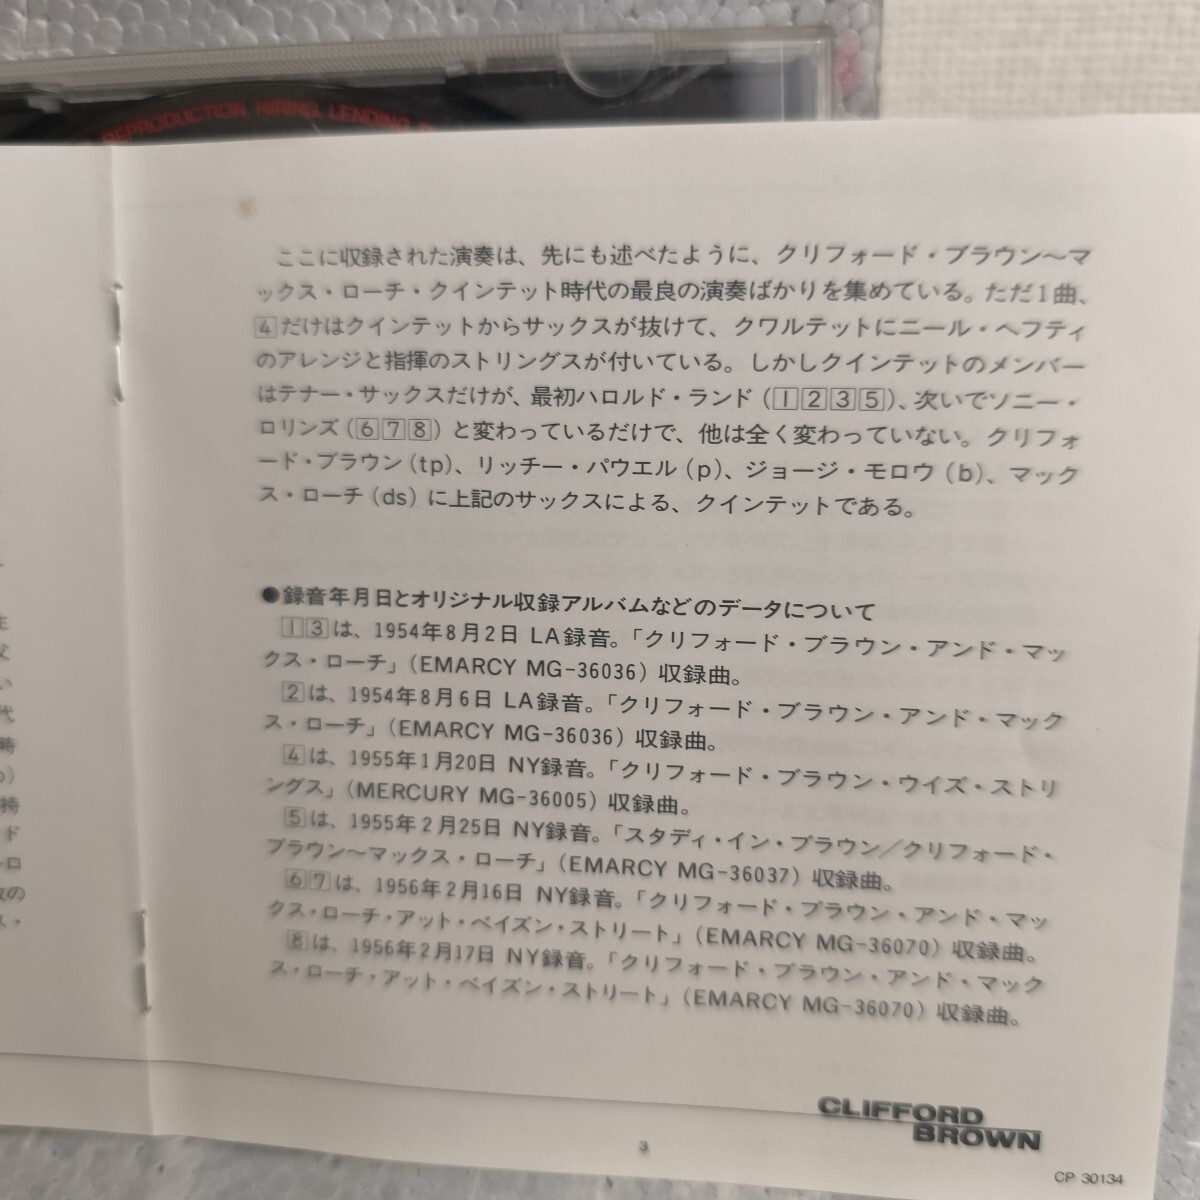 REPRODUCTION, HIRING, LENDING,
ここに収録された演奏は、先にも述べたように、クリフォード・ブラウン〜マ
ックス・ローチ・クインテット時代の最良の演奏ばかりを集めている。ただ1曲、
4だけはクインテットからサックスが抜けて、クワルテットにニール・ヘフティ
のアレンジと指揮のストリングスが付いている。しかしクインテットのメンバー
はテナー・サックスだけが、最初ハロルド・ランド(1235)、次いでソニー・
ロリンズ(678)と変わっているだけで、他は全く変わっていない。クリフォ
ード・ブラウン(tp)、リッチー・パウエル(p)、ジョージ・モロウ(b)、マック
ス・ローチ(ds)に上記のサックスによる、クインテットである。
●録音年月日とオリジナル収録アルバムなどのデータについて
13は、1954年8月2日 LA録音。「クリフォード・ブラウン・アンド・マッ
クス・ローチ」(EMARCY MG-36036)収録曲。
2は、1954年8月6日 LA録音。「クリフォード・ブラウン・アンド・マック
ス・ローチ」(EMARCY MG-36036)収録曲。
4は、1955年1月20日 NY録音。「クリフォード・ブラウン・ウイズ・ストリ
ングス」(MERCURY MG-36005)収録曲。
5は、1955年2月25日 NY録音。「スタディ・イン・ブラウン／クリフォード・
ブラウン〜マックス・ローチ」(EMARCY MG-36037)収録曲。
67は、1956年2月16日 NY録音。「クリフォード・ブラウン・アンド・マッ
クス・ローチ・アット・ベイズン・ストリート」(EMARCY MG-36070)収録曲。
8は、1956年2月17日 NY録音。「クリフォード・ブラウン・アンド・マック
ス・ローチ・アット・ベイズン・ストリート」(EMARCY MG-36070)収録曲。
CLIFFORD
BROWN
3
CP 30134